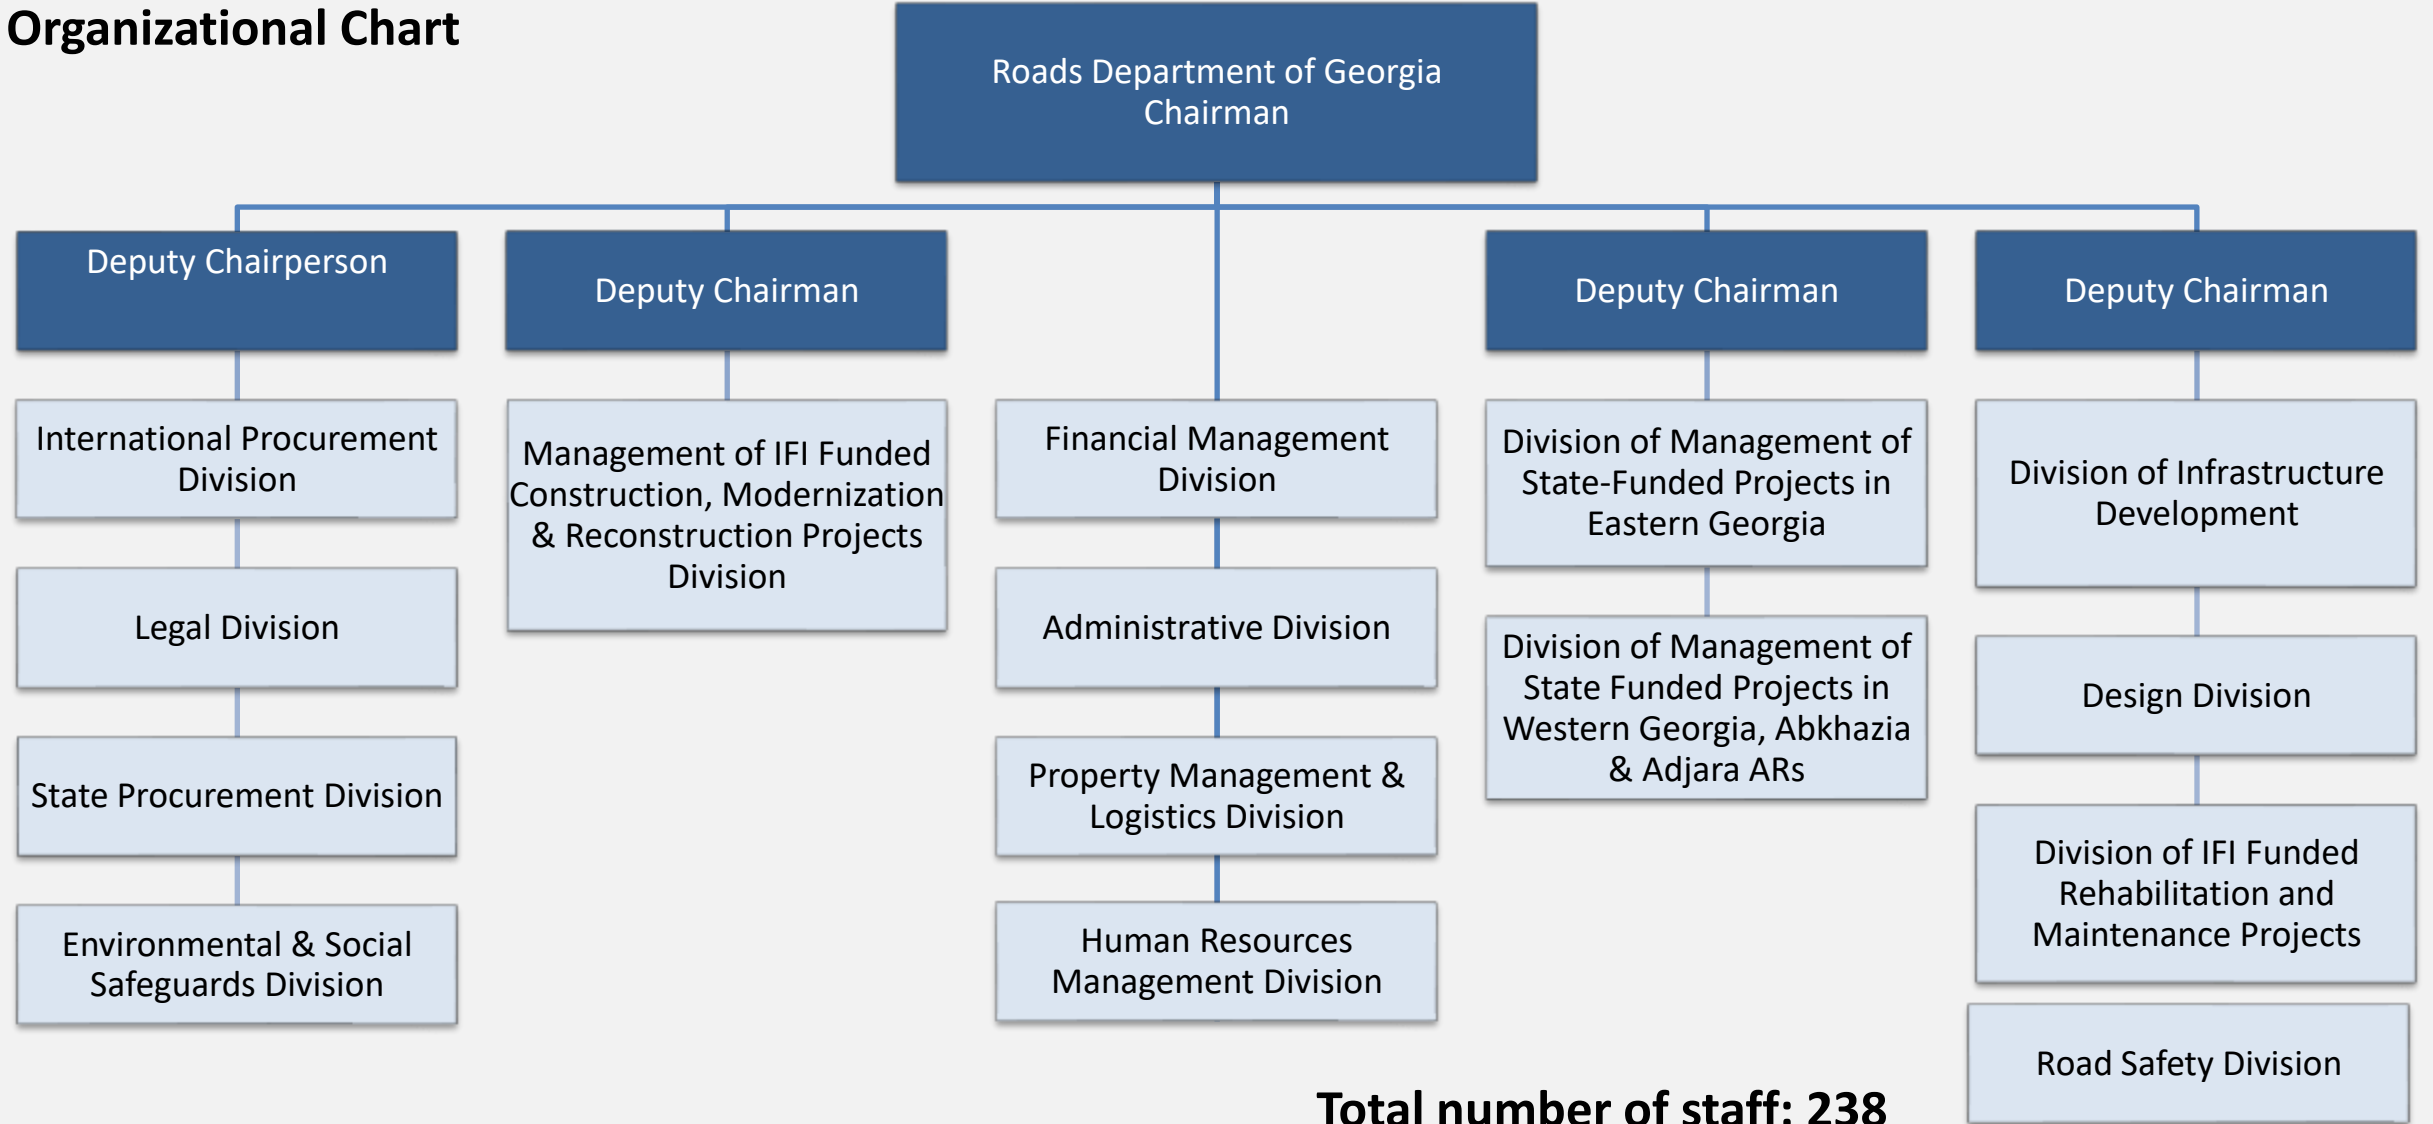 Organizational Chart
Roads Department of Georgia
Chairman
Deputy Chairperson
International Procurement
Division
Legal Division
State Procurement Division
Environmental & Social
Safeguards Division
Deputy Chairman
Management of IFI Funded
Construction, Modernization
& Reconstruction Projects
Division
Financial Management
Division
Administrative Division
Property Management &
Logistics Division
Human Resources
Management Division
Deputy Chairman
Division of Management of
State-Funded Projects in
Eastern Georgia
Division of Management of
State Funded Projects in
Western Georgia, Abkhazia
& Adjara ARs
Deputy Chairman
Division of Infrastructure
Development
Design Division
Division of IFI Funded
Rehabilitation and
Maintenance Projects
Road Safety Division
Total number of staff: 238